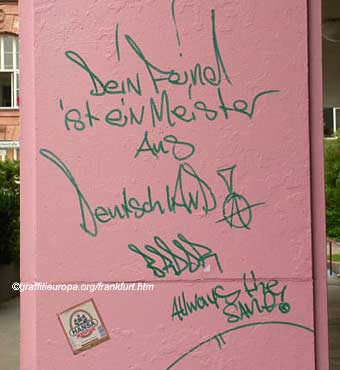 Dein Feind
ist ein Meister
Aus
DeutschlAND!
Allways the
SAME!
HANSA
©graffitieuropa.org/frankfurt.htm